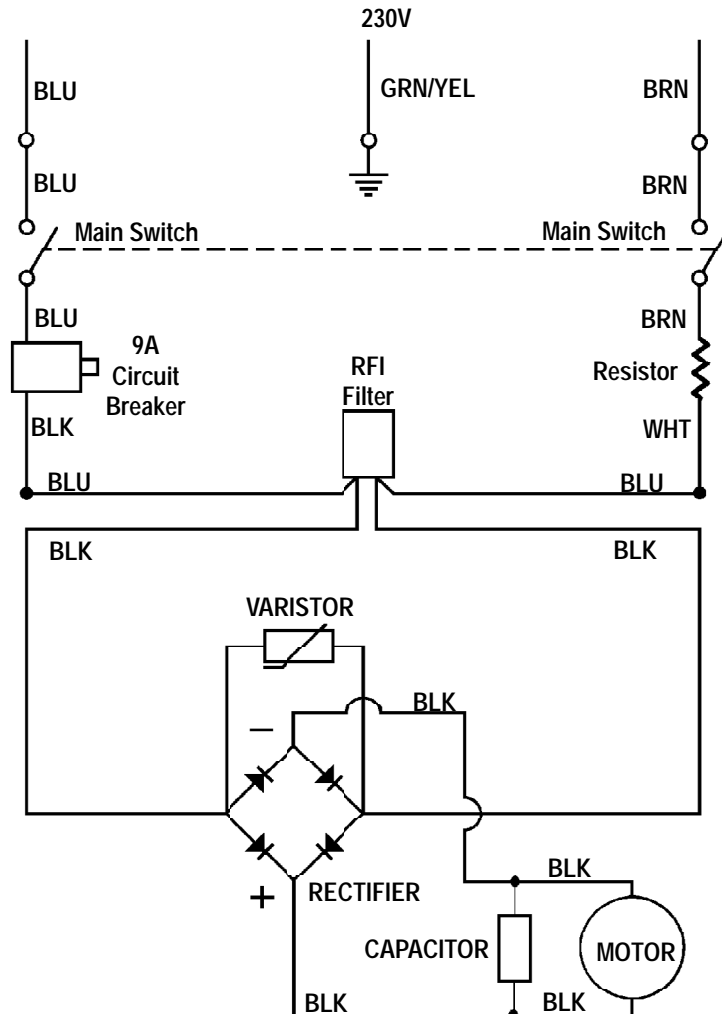 230V
BLU
GRN/YEL
BRN
BLU
BRN
Main Switch
Main Switch
BLU
BRN
9A
Circuit
Breaker
RFI
Filter
Resistor
BLK
WHT
BLU
BLU
BLK
BLK
VARISTOR
BLK
−
+
RECTIFIER
BLK
CAPACITOR
MOTOR
BLK
BLK